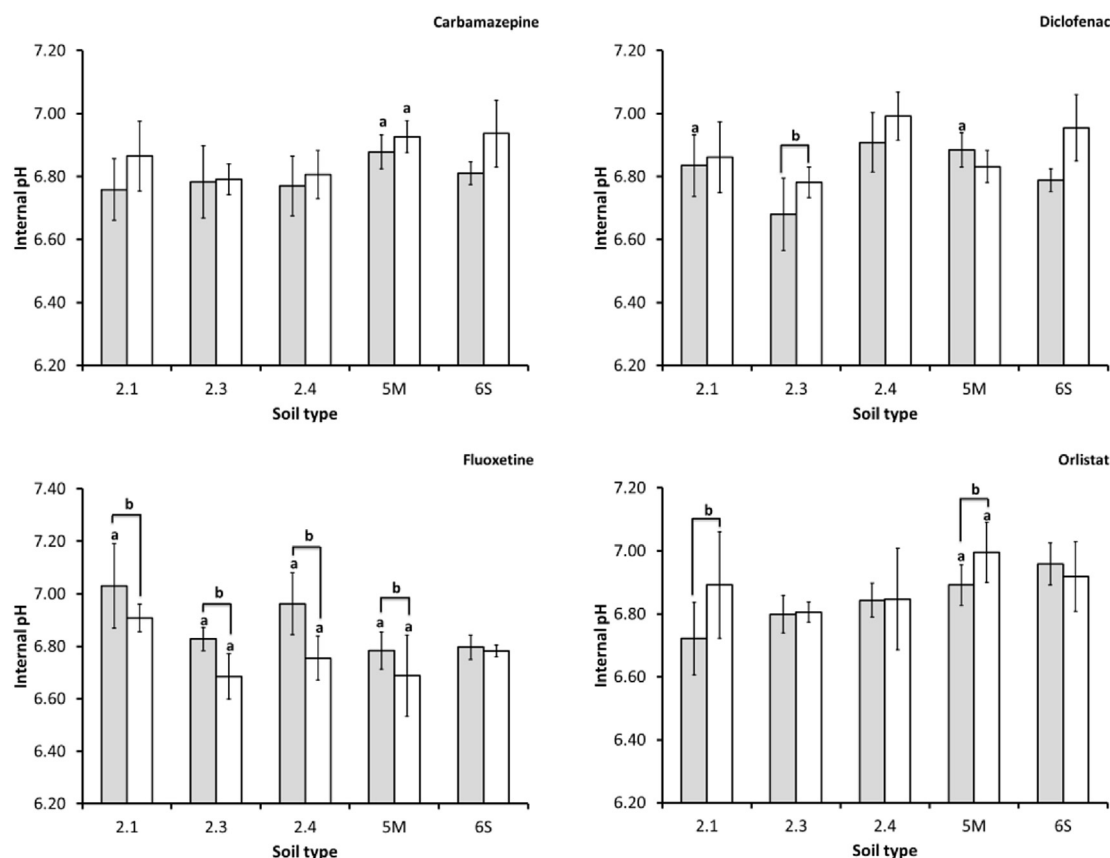 Carbamazepine
7.20
7.00
6.80
6.60
6.40
6.20
Internal pH
a
a
2.1 2.3 2.4 5M 6S
Soil type
Diclofenac
7.20
7.00
6.80
6.60
6.40
6.20
Internal pH
a
b
a
2.1 2.3 2.4 5M 6S
Soil type
Fluoxetine
7.40
7.20
7.00
6.80
6.60
6.40
6.20
Internal pH
b
a
b
a a
b
a a
b
a a
2.1 2.3 2.4 5M 6S
Soil type
Orlistat
7.20
7.00
6.80
6.60
6.40
6.20
Internal pH
b
b
a a
2.1 2.3 2.4 5M 6S
Soil type